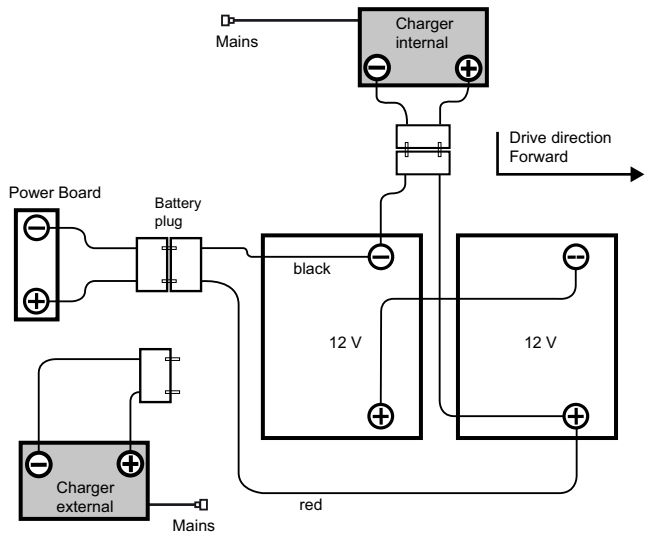 Charger
internal
Mains
Drive direction
Forward
Power Board
Battery
plug
black
12 V
12 V
Charger
external
red
Mains